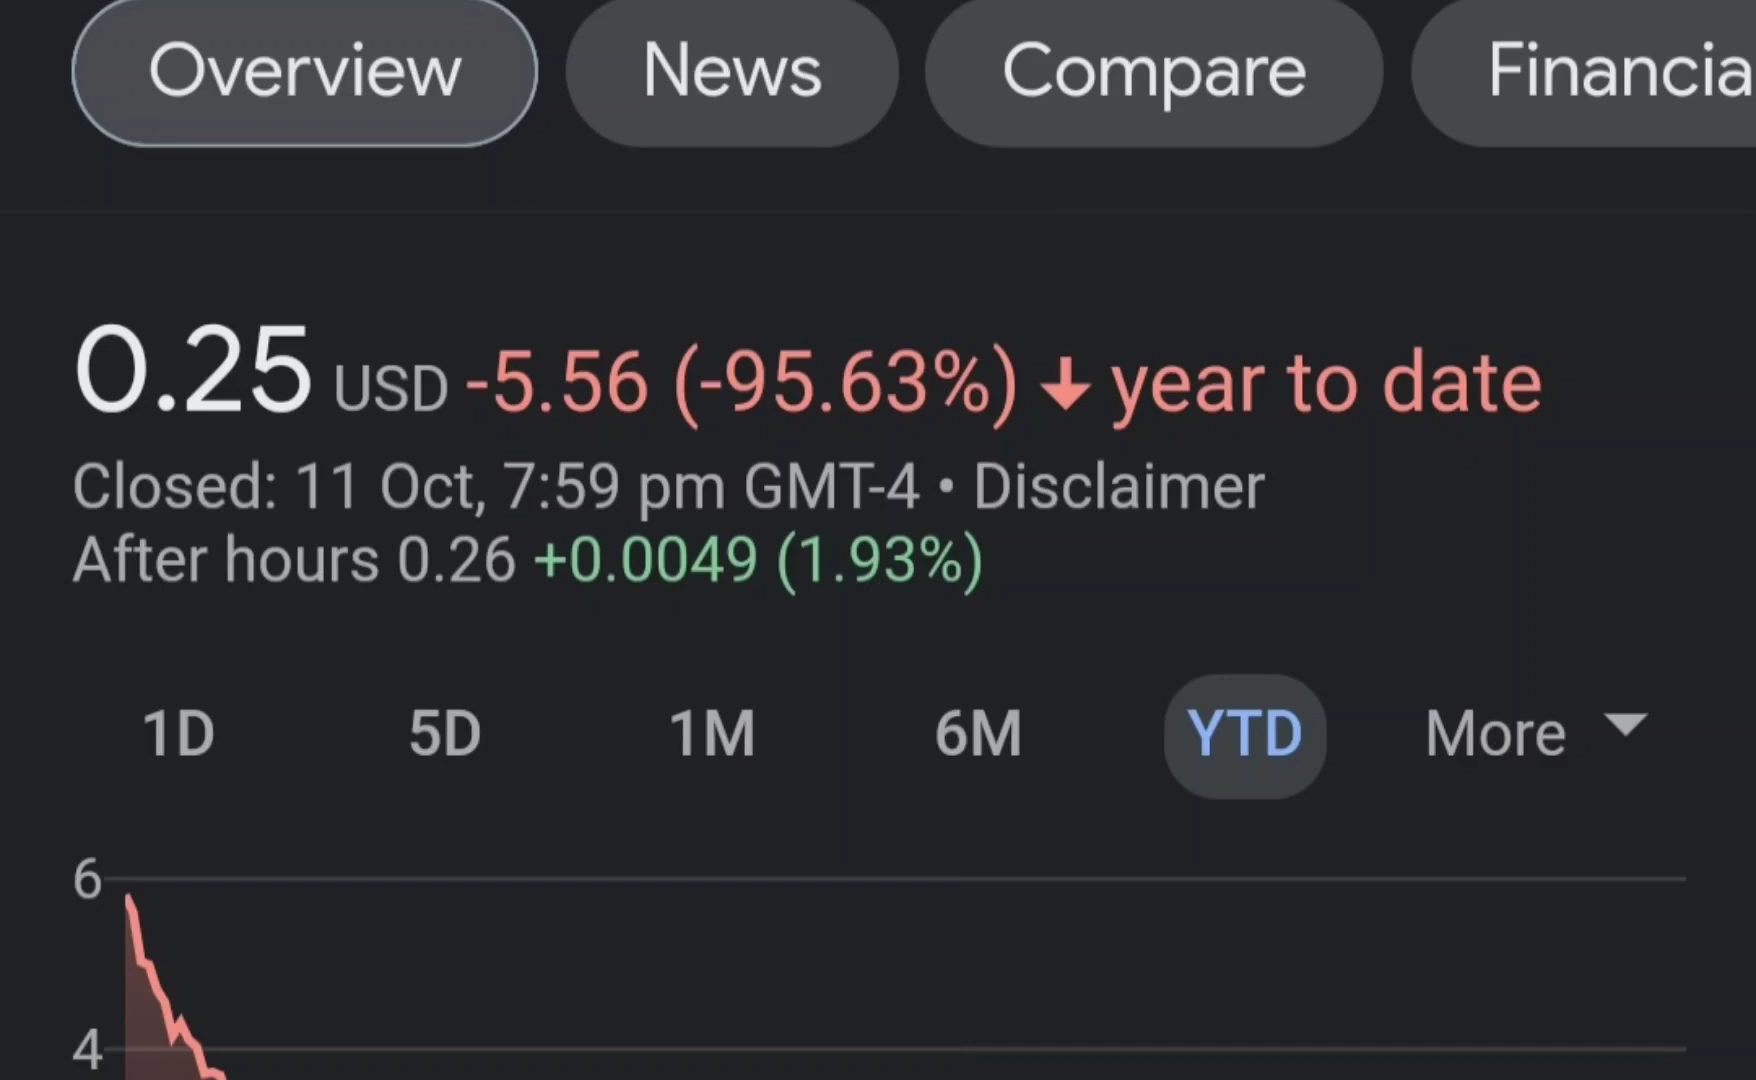 Overview News Compare Financia
0.25 USD -5.56 (-95.63%) ↓ year to date
Closed: 11 Oct, 7:59 pm GMT-4 • Disclaimer
After hours 0.26 +0.0049 (1.93%)
1D 5D 1M 6M YTD More
6
4